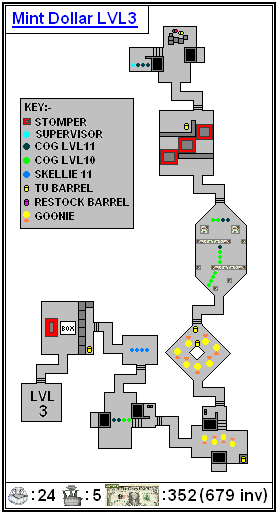 Mint Dollar LVL3
KEY:-
STOMPER
SUPERVISOR
COG LVL11
COG LVL10
SKELLIE 11
TU BARREL
RESTOCK BARREL
GOONIE
BOX
LVL
3
:24 :5 :352(679 inv)